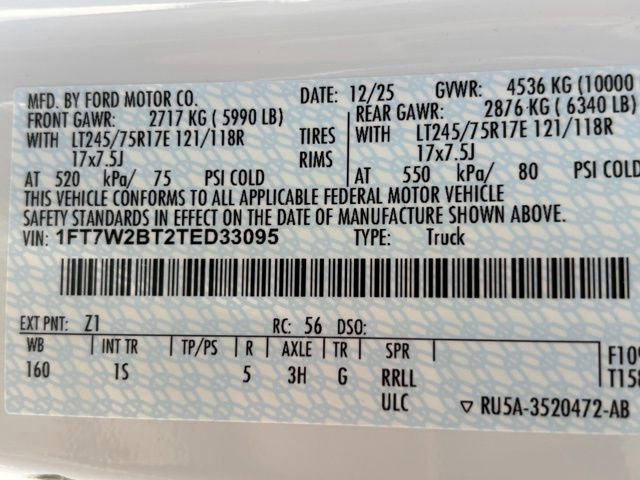 MFD. BY FORD MOTOR CO. DATE: 12/25 GVWR: 4536 KG (10000
FRONT GAWR: 2717 KG ( 5990 LB) REAR GAWR: 2876 KG ( 6340 LB)
WITH LT245/75R17E 121/118R TIRES WITH LT245/75R17E 121/118R
17x7.5J RIMS 17x7.5J
AT 520 kPa/ 75 PSI COLD AT 550 kPa/ 80 PSI COLD
THIS VEHICLE CONFORMS TO ALL APPLICABLE FEDERAL MOTOR VEHICLE
SAFETY STANDARDS IN EFFECT ON THE DATE OF MANUFACTURE SHOWN ABOVE.
VIN: 1FT7W2BT2TED33095 TYPE: Truck
EXT PNT: Z1 RC: 56 DSO:
WB INT TR TP/PS R AXLE TR SPR
160 1S 5 3H G RRLL
ULC
▽ RU5A-3520472-AB